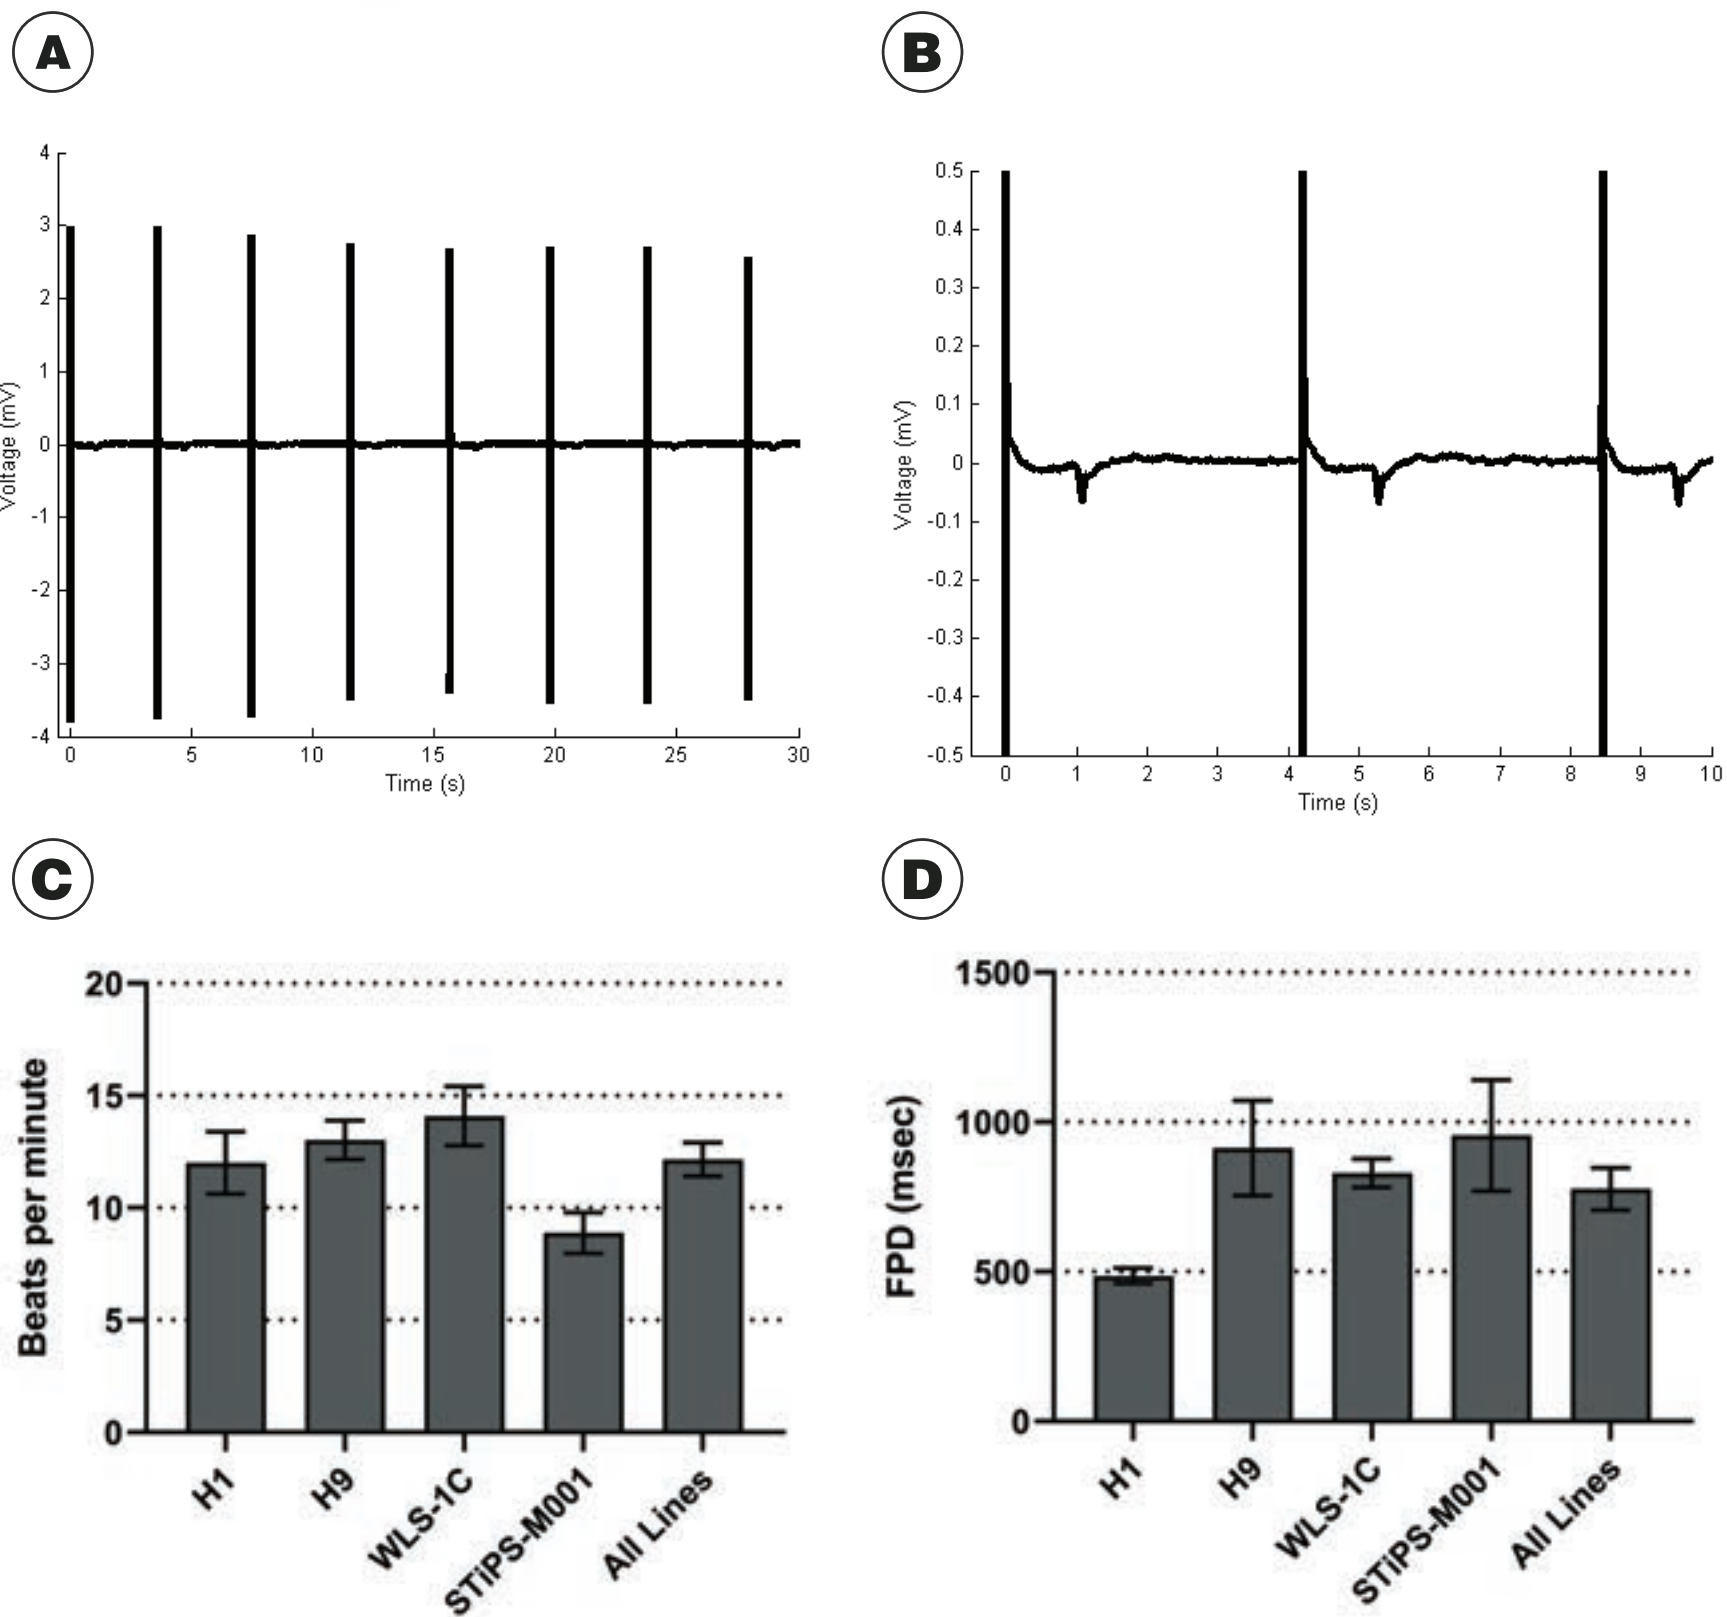 A
4
3
2
1
0
-1
-2
-3
-4
Voltage (mV)
0 5 10 15 20 25 30
Time (s)
B
0.5
0.4
0.3
0.2
0.1
0
-0.1
-0.2
-0.3
-0.4
-0.5
Voltage (mV)
0 1 2 3 4 5 6 7 8 9 10
Time (s)
C
20
15
10
5
0
Beats per minute
H1
H9
WLS-1C
STiPS-M001
All Lines
D
1500
1000
500
0
FPD (msec)
H1
H9
WLS-1C
STiPS-M001
All Lines